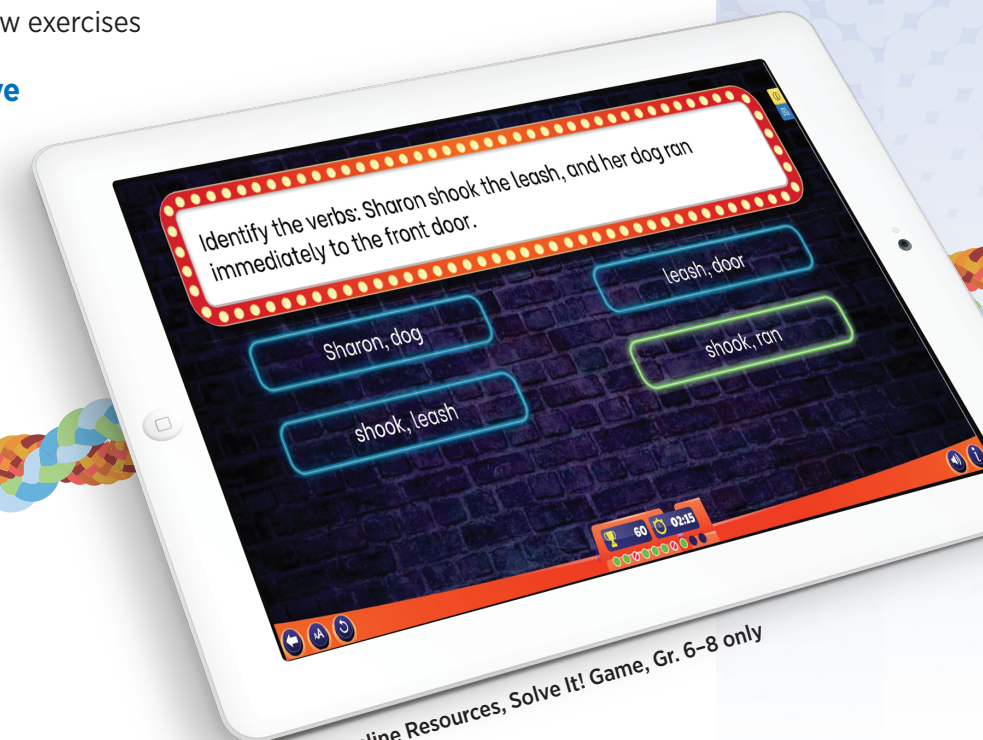 w exercises
ve
Identify the verbs: Sharon shook the leash, and her dog ran
immediately to the front door.
Sharon, dog
leash, door
shook, leash
shook, ran
60 02:15
AA
i
line Resources, Solve It! Game, Gr. 6–8 only